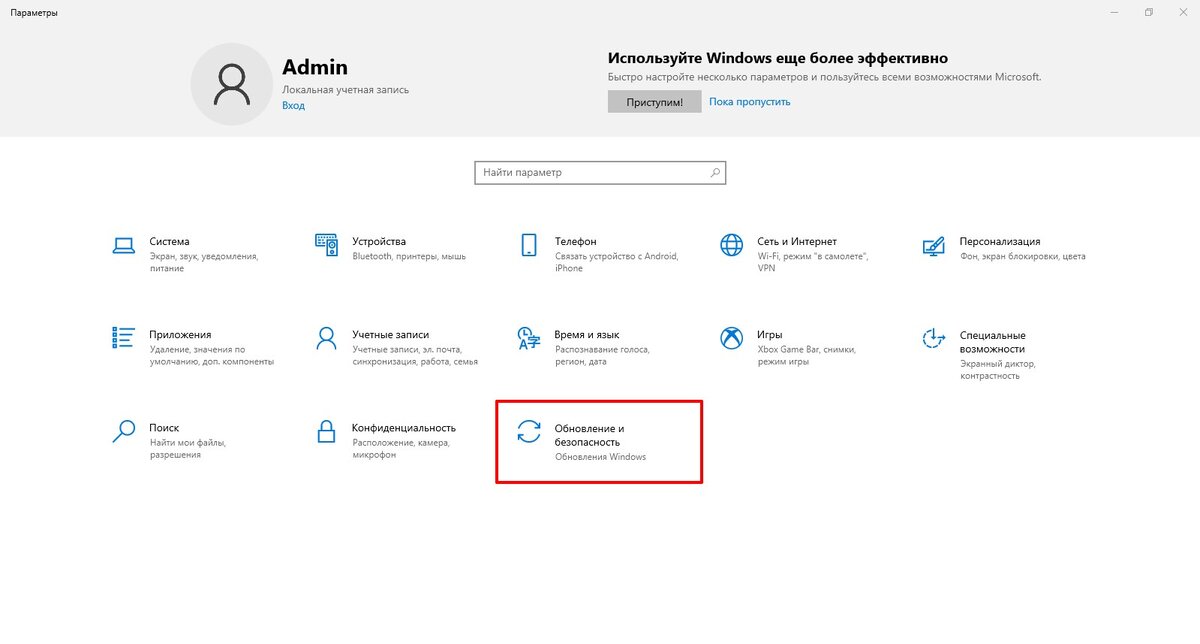 Параметры
Admin
Локальная учетная запись
Вход
Используйте Windows еще более эффективно
Быстро настройте несколько параметров и пользуйтесь всеми возможностями Microsoft.
Приступим!
Пока пропустить
Найти параметр
Система
Экран, звук, уведомления,
питание
Устройства
Bluetooth, принтеры, мышь
Телефон
Связать устройство с Android,
iPhone
Сеть и Интернет
Wi-Fi, режим "в самолете",
VPN
Персонализация
Фон, экран блокировки, цвета
Приложения
Удаление, значения по
умолчанию, доп. компоненты
Учетные записи
Учетные записи, эл. почта,
синхронизация, работа, семья
Время и язык
Распознавание голоса,
регион, дата
Игры
Xbox Game Bar, снимки,
режим игры
Специальные
возможности
Экранный диктор,
контрастность
Поиск
Найти мои файлы,
разрешения
Конфиденциальность
Расположение, камера,
микрофон
Обновление и
безопасность
Обновления Windows